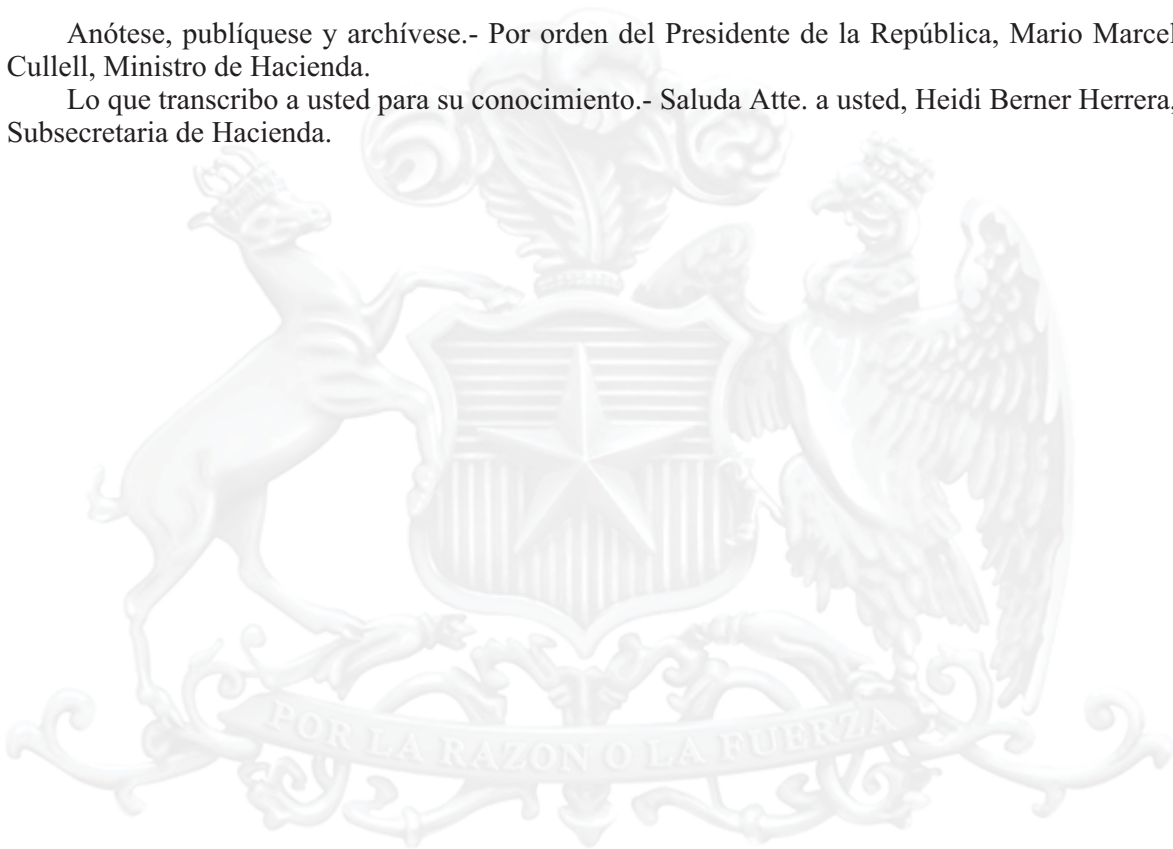 Anótese, publíquese y archívese.- Por orden del Presidente de la República, Mario Marcel
Cullell, Ministro de Hacienda.
Lo que transcribo a usted para su conocimiento.- Saluda Atte. a usted, Heidi Berner Herrera,
Subsecretaria de Hacienda.
POR LA RAZON O LA FUERZA